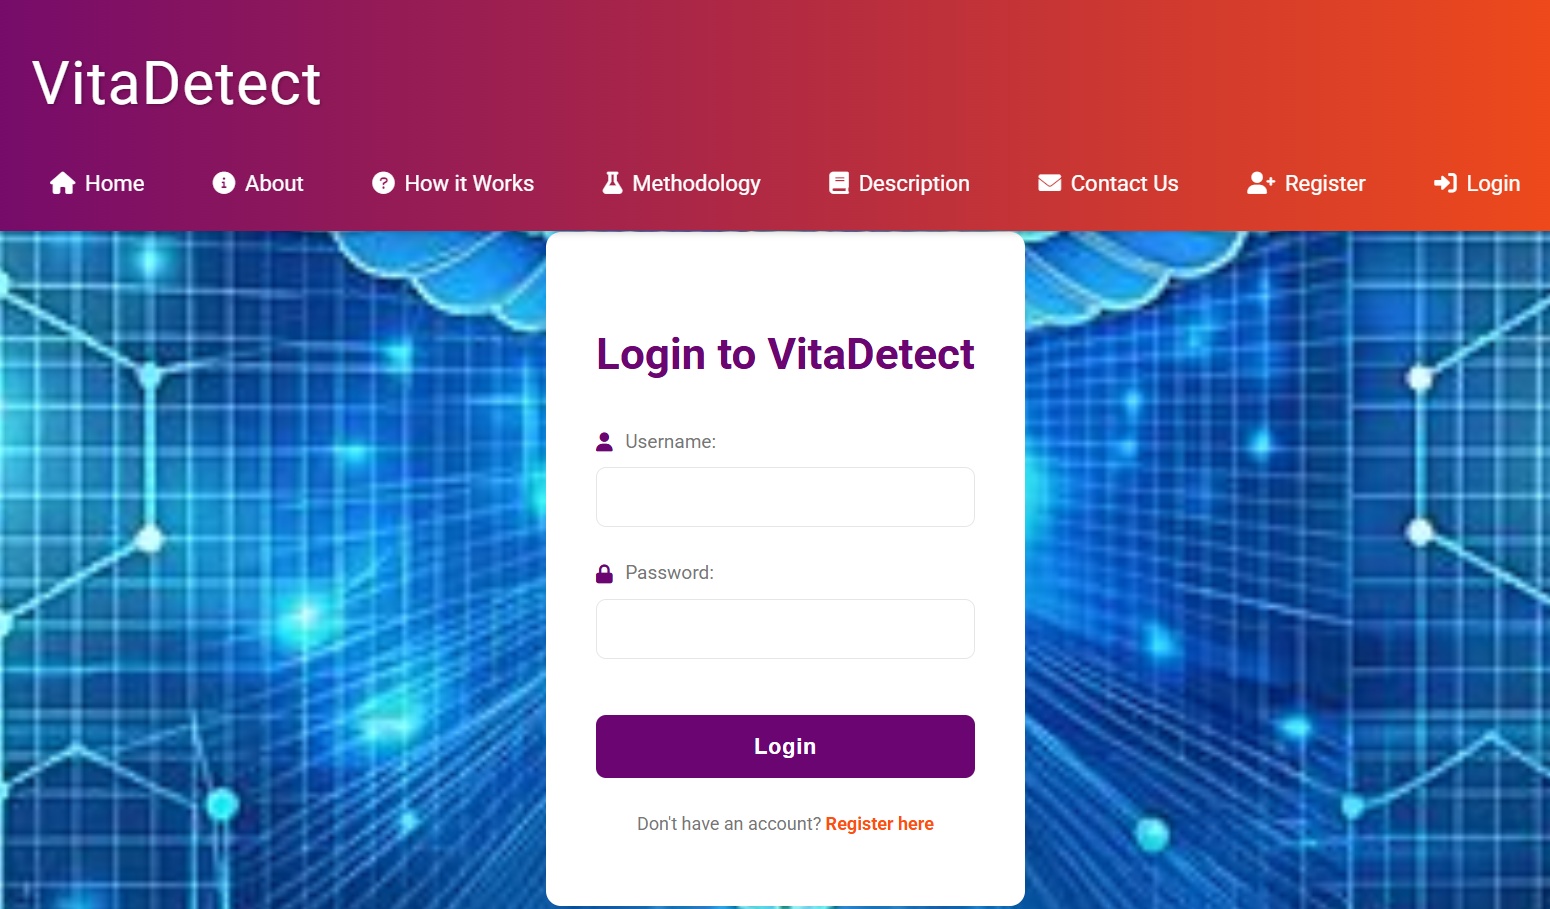 VitaDetect
Home About How it Works Methodology Description Contact Us Register Login
Login to VitaDetect
Username:
Password:
Login
Don't have an account? Register here